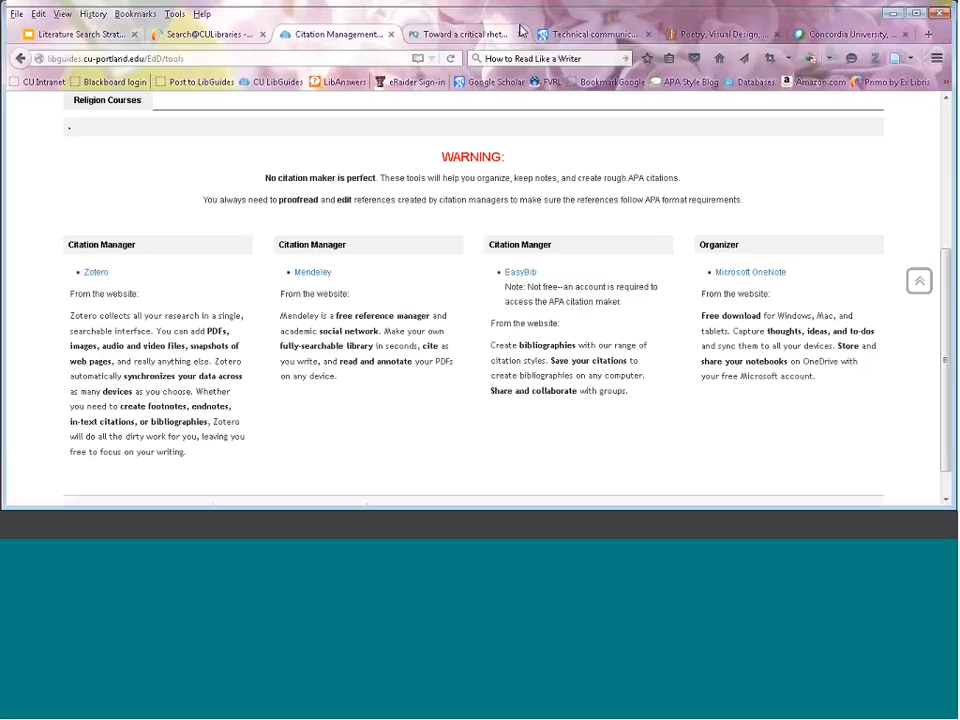 File Edit View History Bookmarks Tools Help
Literature Search Strat... × Search@CULibraries -... × Citation Management... × Toward a critical rhet... Technical communic... × Poetry, Visual Design, ... × Concordia University, ... × +
libguides.cu-portland.edu/EdD/tools How to Read Like a Writer
CU Intranet Blackboard login Post to LibGuides CU LibGuides LibAnswers eRaider Sign-in Google Scholar FVRL BookmarkGoogle APA Style Blog Databases Amazon.com Primo by Ex Libris »
Religion Courses
.
WARNING:
No citation maker is perfect. These tools will help you organize, keep notes, and create rough APA citations.
You always need to proofread and edit references created by citation managers to make sure the references follow APA format requirements.
Citation Manager
• Zotero
From the website:
Zotero collects all your research in a single,
searchable interface. You can add PDFs,
images, audio and video files, snapshots of
web pages, and really anything else. Zotero
automatically synchronizes your data across
as many devices as you choose. Whether
you need to create footnotes, endnotes,
in-text citations, or bibliographies, Zotero
will do all the dirty work for you, leaving you
free to focus on your writing.
Citation Manager
• Mendeley
From the website:
Mendeley is a free reference manager and
academic social network. Make your own
fully-searchable library in seconds, cite as
you write, and read and annotate your PDFs
on any device.
Citation Manger
• EasyBib
Note: Not free--an account is required to
access the APA citation maker.
From the website:
Create bibliographies with our range of
citation styles. Save your citations to
create bibliographies on any computer.
Share and collaborate with groups.
Organizer
• Microsoft OneNote
From the website:
Free download for Windows, Mac, and
tablets. Capture thoughts, ideas, and to-dos
and sync them to all your devices. Store and
share your notebooks on OneDrive with
your free Microsoft account.